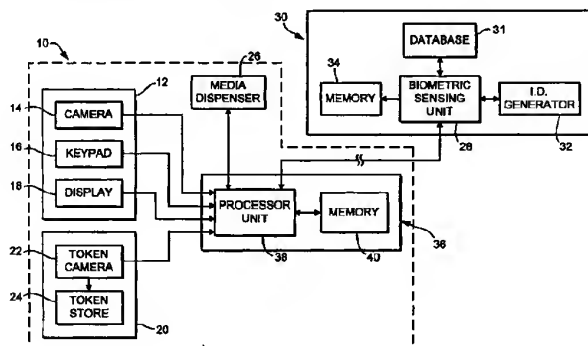 10
12
14
CAMERA
16
KEYPAD
18
DISPLAY
22
TOKEN
CAMERA
24
TOKEN
STORE
20
26
MEDIA
DISPENSER
PROCESSOR
UNIT
38
MEMORY
40
36
30
DATABASE
31
34
MEMORY
BIOMETRIC
SENSING
UNIT
28
I.D.
GENERATOR
32